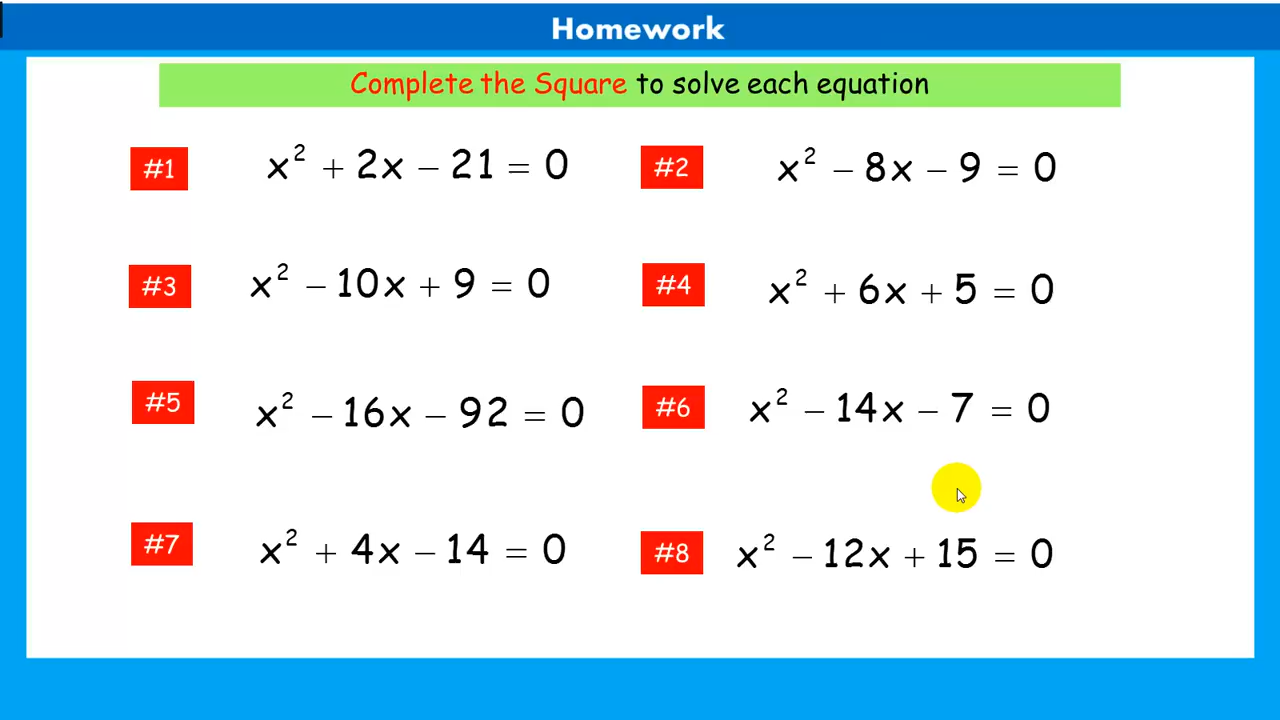 Homework
Complete the Square to solve each equation
#1 x² + 2x − 21 = 0
#2 x² − 8x − 9 = 0
#3 x² − 10x + 9 = 0
#4 x² + 6x + 5 = 0
#5 x² − 16x − 92 = 0
#6 x² − 14x − 7 = 0
#7 x² + 4x − 14 = 0
#8 x² − 12x + 15 = 0